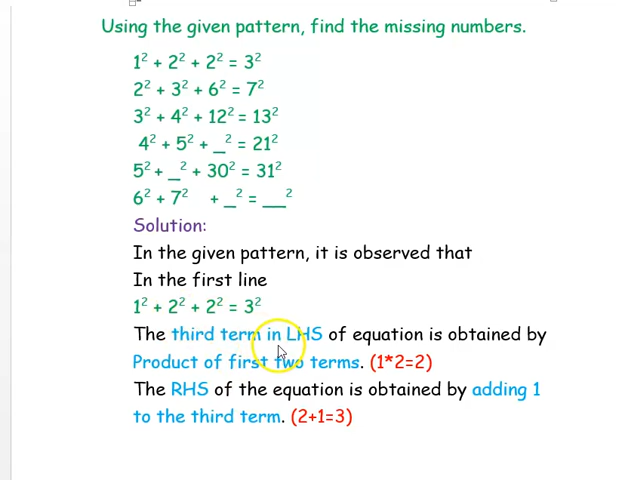 Using the given pattern, find the missing numbers.
1² + 2² + 2² = 3²
2² + 3² + 6² = 7²
3² + 4² + 12² = 13²
4² + 5² + _² = 21²
5² + _² + 30² = 31²
6² + 7² + _² = __²
Solution:
In the given pattern, it is observed that
In the first line
1² + 2² + 2² = 3²
The third term in LHS of equation is obtained by
Product of first two terms. (1*2=2)
The RHS of the equation is obtained by adding 1
to the third term. (2+1=3)